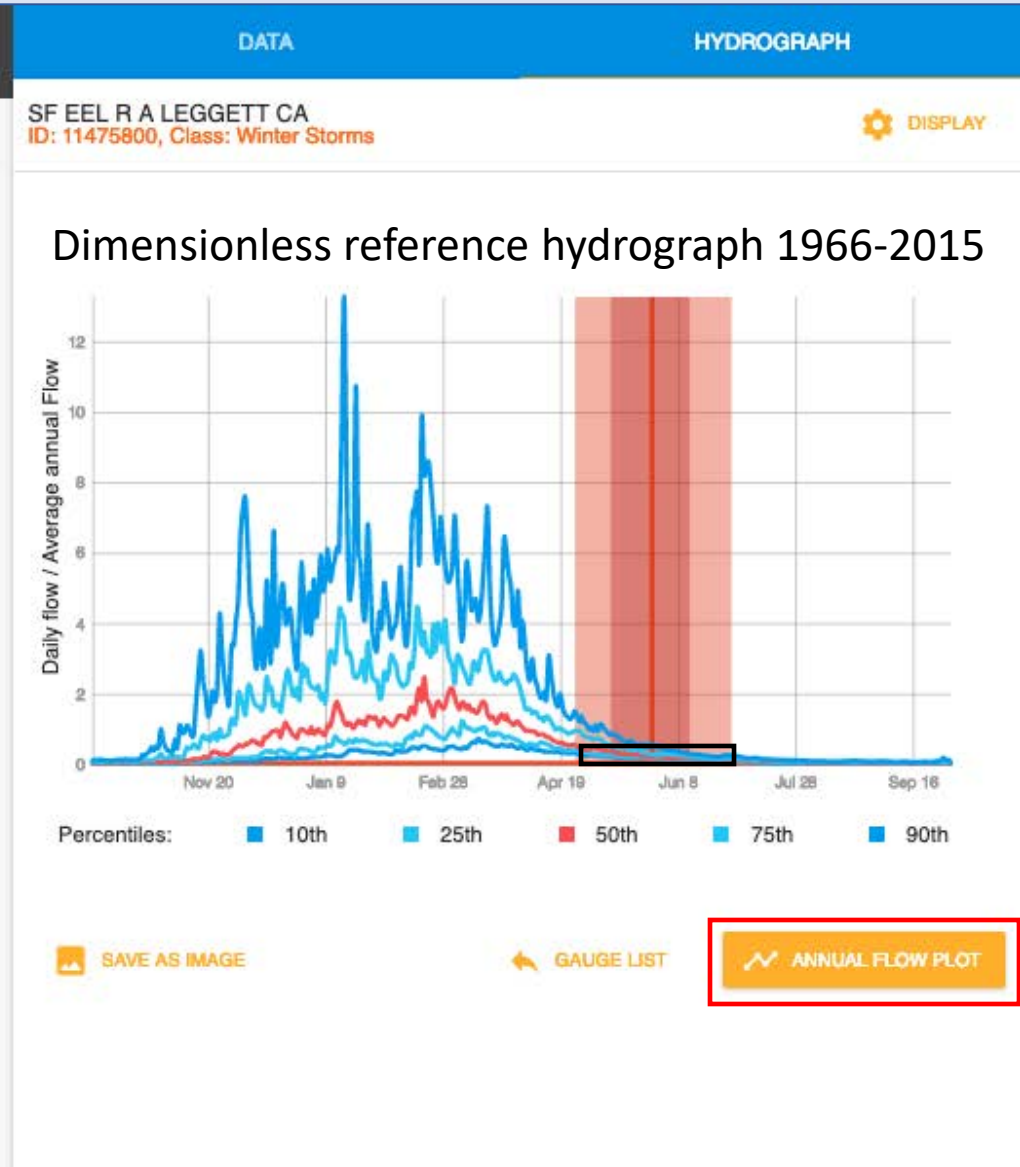 DATA
HYDROGRAPH
SF EEL R A LEGGETT CA
ID: 11475800, Class: Winter Storms
DISPLAY
Dimensionless reference hydrograph 1966-2015
Daily flow / Average annual Flow
12
10
8
6
4
2
0
Nov 20 Jan 9 Feb 28 Apr 19 Jun 8 Jul 28 Sep 16
Percentiles: 10th 25th 50th 75th 90th
SAVE AS IMAGE GAUGE LIST ANNUAL FLOW PLOT